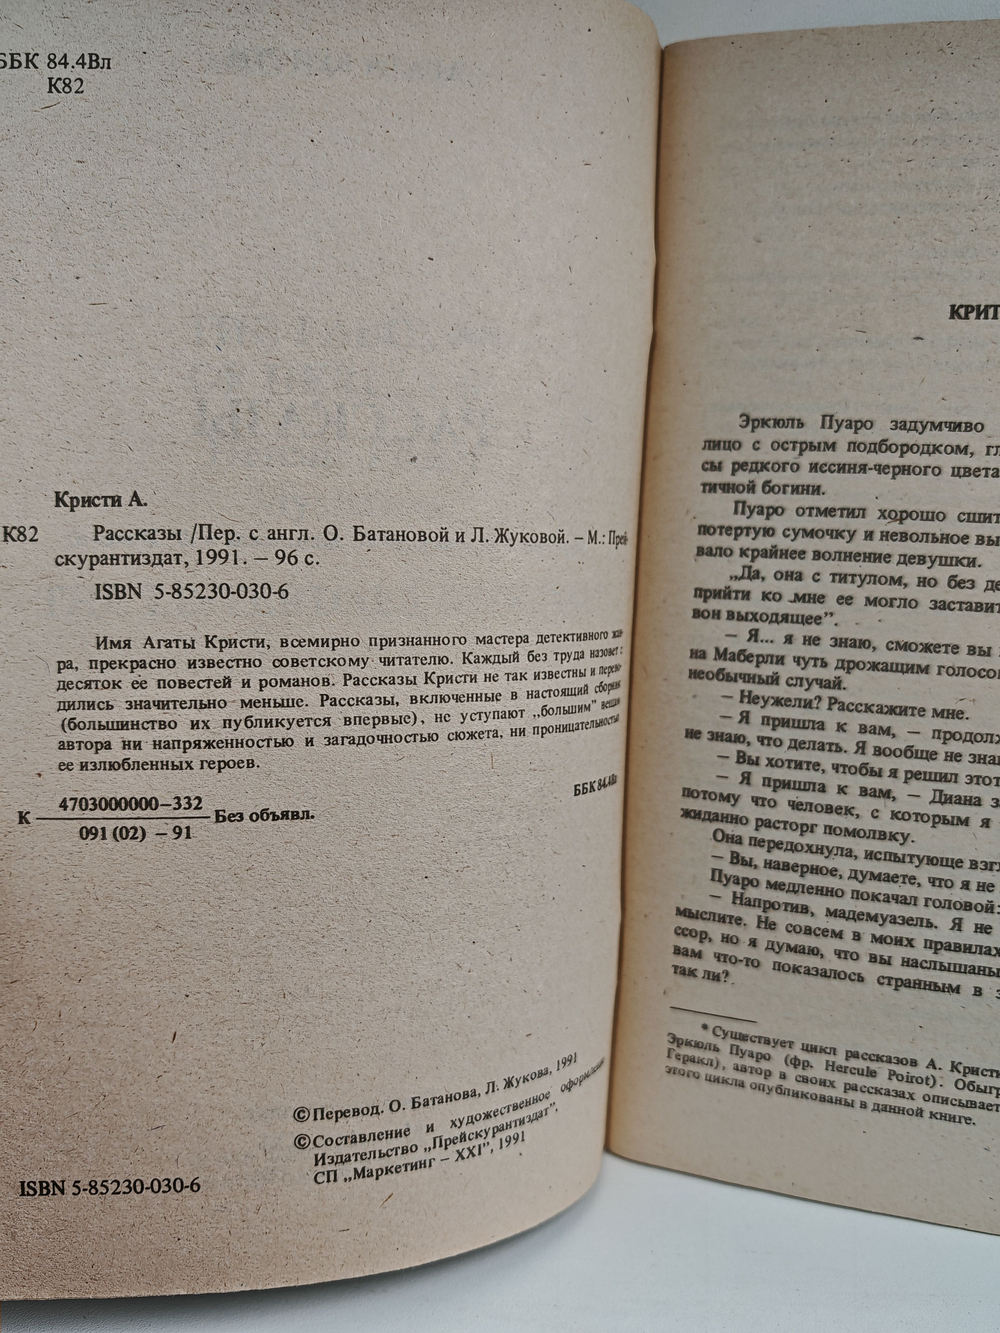 ББК 84.4Вл
К82
Кристи А.
К82 Рассказы /Пер. с англ. О. Батановой и Л. Жуковой. – М.: Прей-
скурантиздат, 1991. – 96 с.
ISBN 5-85230-030-6
Имя Агаты Кристи, всемирно признанного мастера детективного жан-
ра, прекрасно известно советскому читателю. Каждый без труда назовет
десяток ее повестей и романов. Рассказы Кристи не так известны и перево-
дились значительно меньше. Рассказы, включенные в настоящий сборник
(большинство их публикуется впервые), не уступают „большим” вещам
автора ни напряженностью и загадочностью сюжета, ни проницательностью
ее излюбленных героев.
К 4703000000–332 Без объявл.
091 (02) – 91
ББК 84.4Вл
©Перевод. О. Батанова, Л. Жукова, 1991
©Составление и художественное оформление
Издательство „Прейскурантиздат”,
СП „Маркетинг – XXI”, 1991
ISBN 5-85230-030-6
КРИТ
Эркюль Пуаро задумчиво
лицо с острым подбородком, гл
сы редкого иссиня-черного цвета
тичной богини.
Пуаро отметил хорошо сшит
потертую сумочку и невольное вы
вало крайнее волнение девушки.
„Да, она с титулом, но без де
прийти ко мне ее могло заставит
вон выходящее”.
– Я... я не знаю, сможете вы
на Маберли чуть дрожащим голосом
необычный случай.
– Неужели? Расскажите мне.
– Я пришла к вам, – продолж
не знаю, что делать. Я вообще не зна
– Вы хотите, чтобы я решил этот
– Я пришла к вам, – Диана з
потому что человек, с которым я
жиданно расторг помолвку.
Она передохнула, испытующе взгл
– Вы, наверное, думаете, что я не
Пуаро медленно покачал головой:
– Напротив, мадемуазель. Я не
мыслите. Не совсем в моих правилах
ссор, но я думаю, что вы наслышаны
вам что-то показалось странным в э
так ли?
* Существует цикл рассказов А. Кристи
Эркюль Пуаро (фр. Hercule Poirot). Обыгр
Геракл), автор в своих рассказах описывает
этого цикла опубликованы в данной книге.